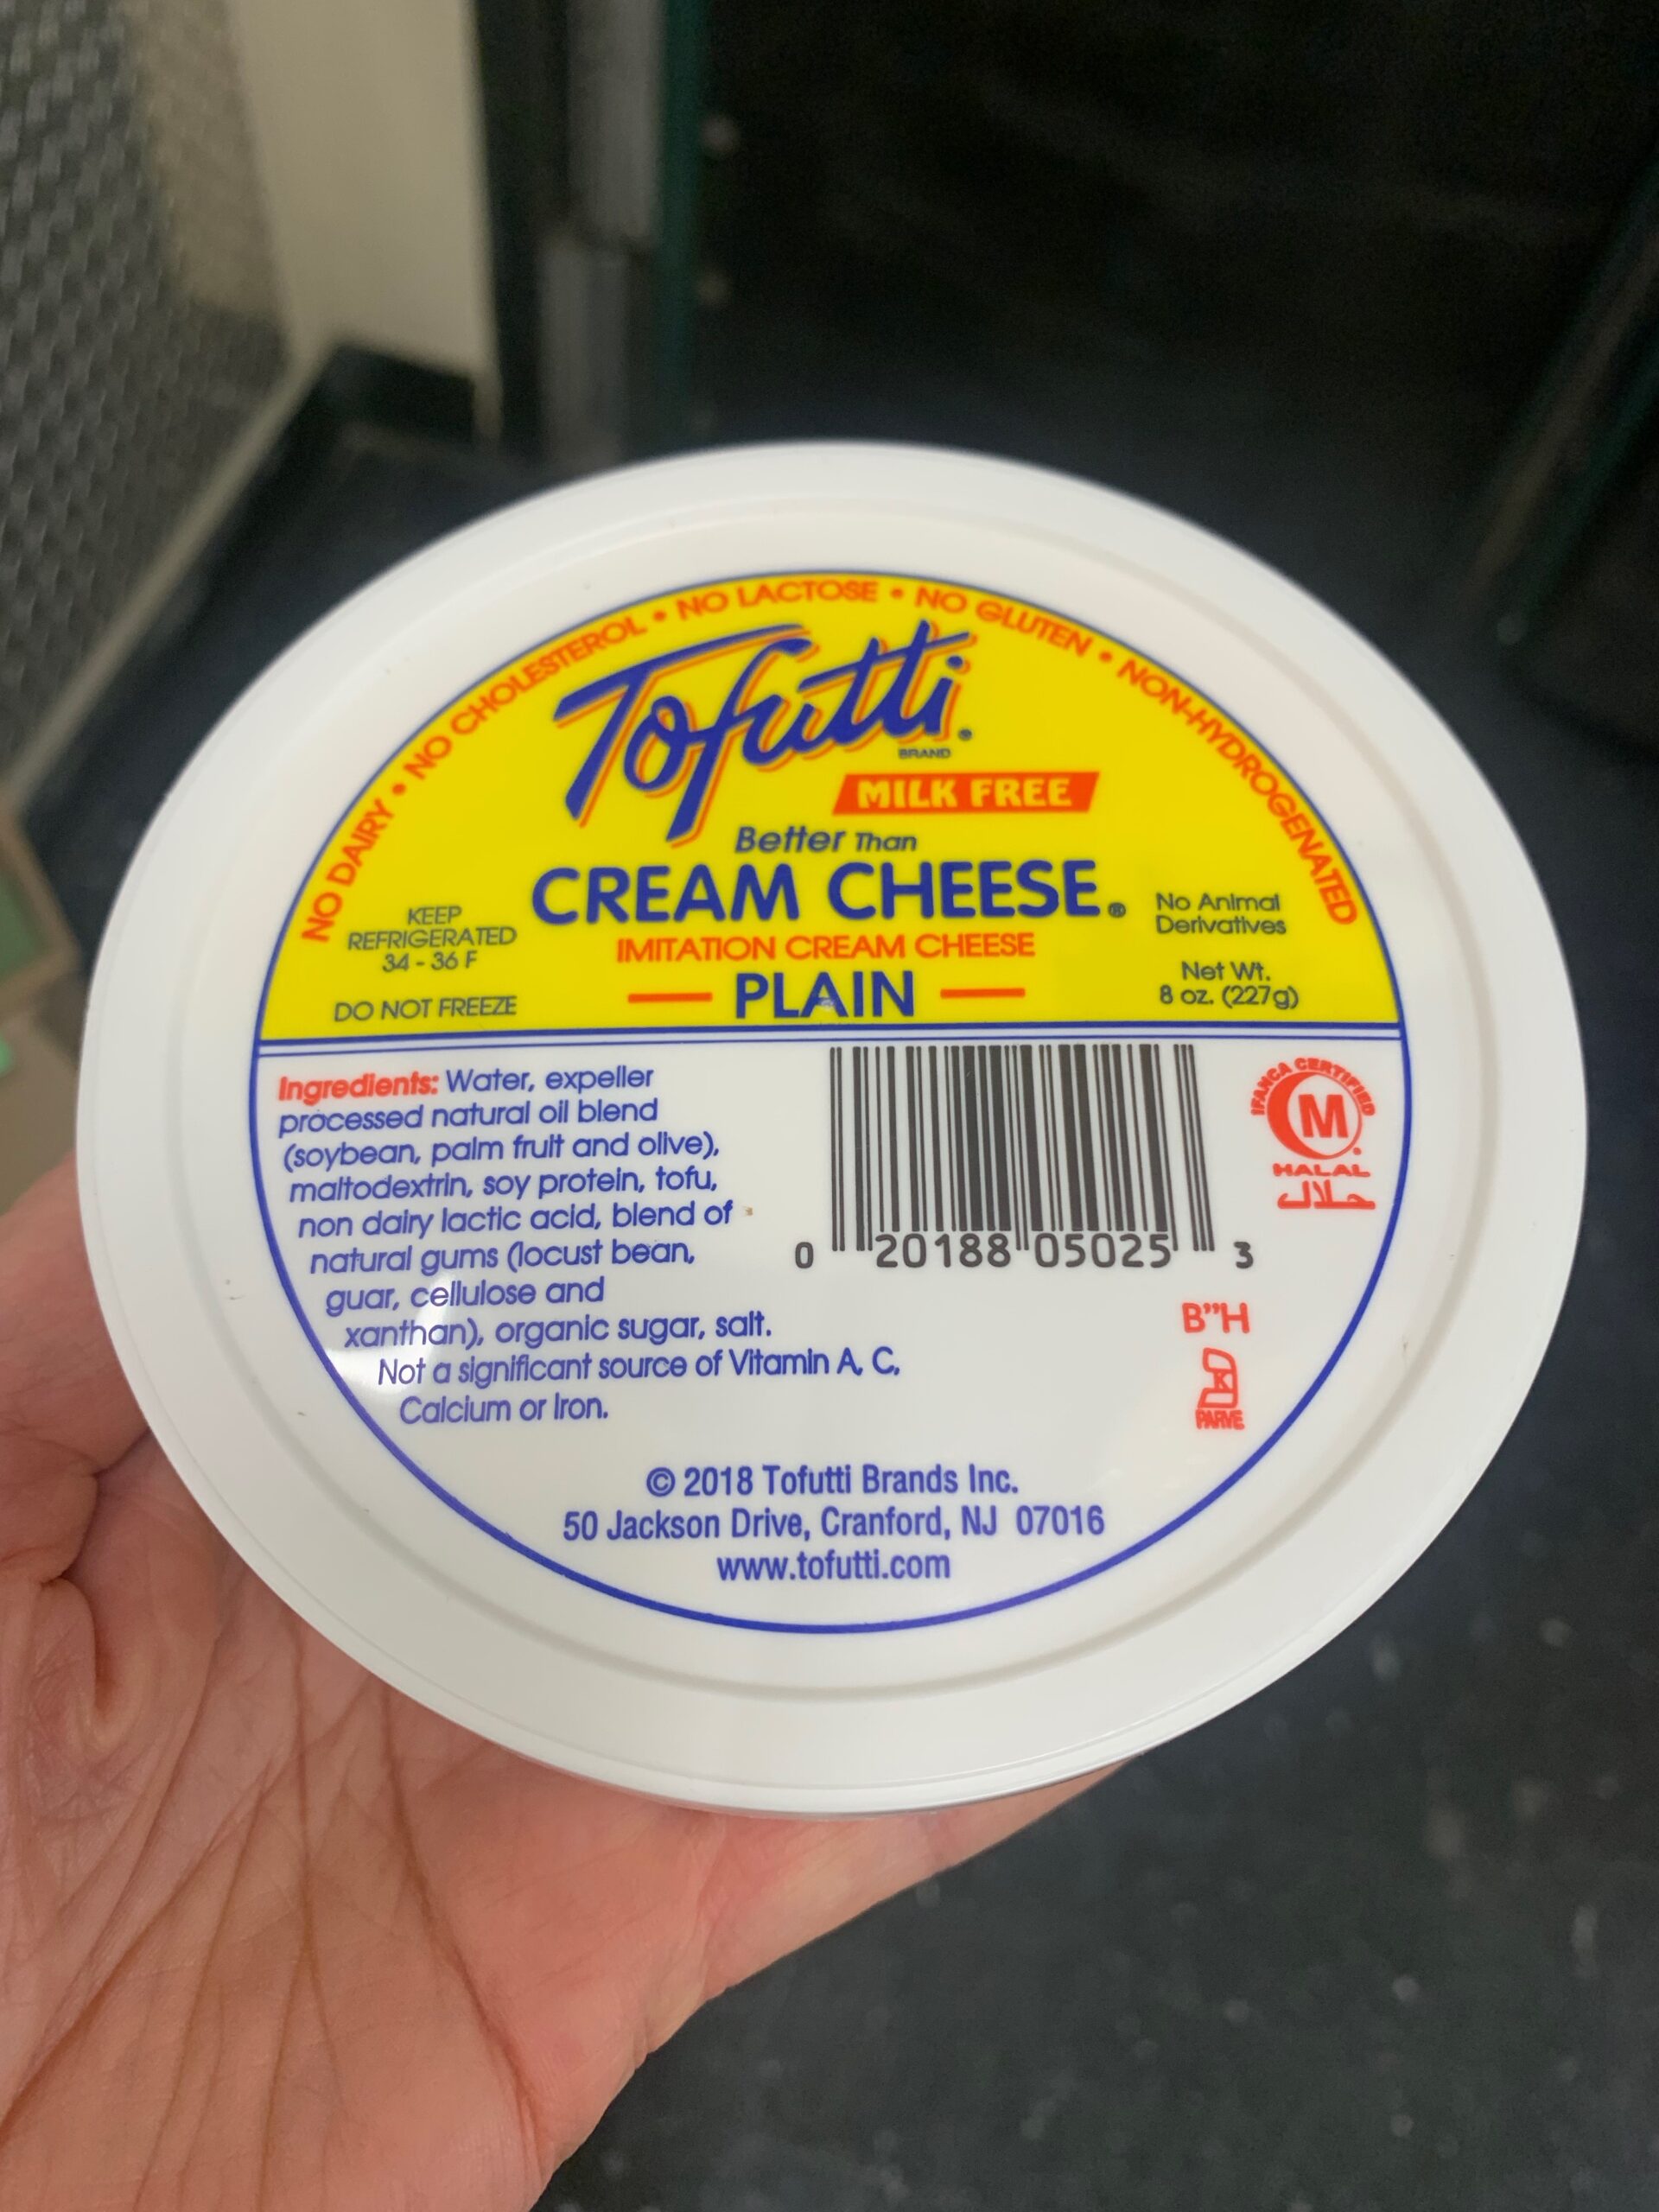 NO DAIRY • NO CHOLESTEROL • NO LACTOSE • NO GLUTEN • NON-HYDROGENATED
Tofutti®
BRAND
MILK FREE
Better Than
CREAM CHEESE®
IMITATION CREAM CHEESE
— PLAIN —
KEEP
REFRIGERATED
34 - 36 F
DO NOT FREEZE
No Animal
Derivatives
Net Wt.
8 oz. (227g)
Ingredients: Water, expeller
processed natural oil blend
(soybean, palm fruit and olive),
maltodextrin, soy protein, tofu,
non dairy lactic acid, blend of
natural gums (locust bean,
guar, cellulose and
xanthan), organic sugar, salt.
Not a significant source of Vitamin A, C,
Calcium or Iron.
0 20188 05025 3
IFANCA CERTIFIED
M
HALAL
حلال
B"H
K
PARVE
© 2018 Tofutti Brands Inc.
50 Jackson Drive, Cranford, NJ 07016
www.tofutti.com